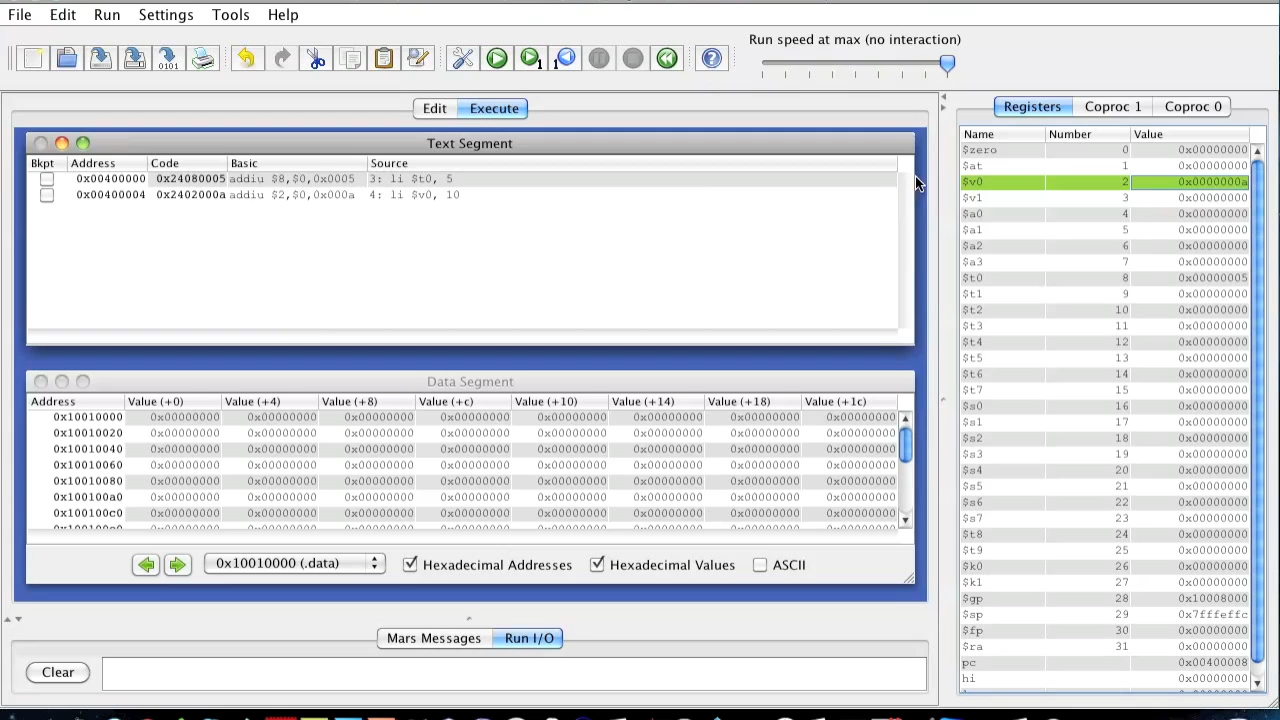 File Edit Run Settings Tools Help
Run speed at max (no interaction)
Edit Execute
Registers Coproc 1 Coproc 0
Text Segment
Bkpt Address Code Basic Source
0x00400000 0x24080005 addiu $8,$0,0x0005 3: li $t0, 5
0x00400004 0x2402000a addiu $2,$0,0x000a 4: li $v0, 10
Data Segment
Address Value (+0) Value (+4) Value (+8) Value (+c) Value (+10) Value (+14) Value (+18) Value (+1c)
0x10010000 0x00000000 0x00000000 0x00000000 0x00000000 0x00000000 0x00000000 0x00000000 0x00000000
0x10010020 0x00000000 0x00000000 0x00000000 0x00000000 0x00000000 0x00000000 0x00000000 0x00000000
0x10010040 0x00000000 0x00000000 0x00000000 0x00000000 0x00000000 0x00000000 0x00000000 0x00000000
0x10010060 0x00000000 0x00000000 0x00000000 0x00000000 0x00000000 0x00000000 0x00000000 0x00000000
0x10010080 0x00000000 0x00000000 0x00000000 0x00000000 0x00000000 0x00000000 0x00000000 0x00000000
0x100100a0 0x00000000 0x00000000 0x00000000 0x00000000 0x00000000 0x00000000 0x00000000 0x00000000
0x100100c0 0x00000000 0x00000000 0x00000000 0x00000000 0x00000000 0x00000000 0x00000000 0x00000000
0x10010000 (.data) Hexadecimal Addresses Hexadecimal Values ASCII
Mars Messages Run I/O
Clear
Name Number Value
$zero 0 0x00000000
$at 1 0x00000000
$v0 2 0x0000000a
$v1 3 0x00000000
$a0 4 0x00000000
$a1 5 0x00000000
$a2 6 0x00000000
$a3 7 0x00000000
$t0 8 0x00000005
$t1 9 0x00000000
$t2 10 0x00000000
$t3 11 0x00000000
$t4 12 0x00000000
$t5 13 0x00000000
$t6 14 0x00000000
$t7 15 0x00000000
$s0 16 0x00000000
$s1 17 0x00000000
$s2 18 0x00000000
$s3 19 0x00000000
$s4 20 0x00000000
$s5 21 0x00000000
$s6 22 0x00000000
$s7 23 0x00000000
$t8 24 0x00000000
$t9 25 0x00000000
$k0 26 0x00000000
$k1 27 0x00000000
$gp 28 0x10008000
$sp 29 0x7fffeffc
$fp 30 0x00000000
$ra 31 0x00000000
pc 0x00400008
hi 0x00000000